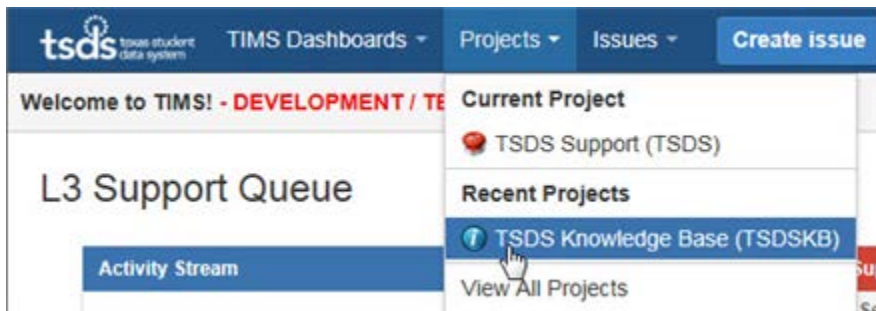 tsds texas student data system TIMS Dashboards Projects Issues Create issue
Welcome to TIMS! - DEVELOPMENT / TE
Current Project
TSDS Support (TSDS)
L3 Support Queue
Recent Projects
TSDS Knowledge Base (TSDSKB)
Activity Stream
View All Projects